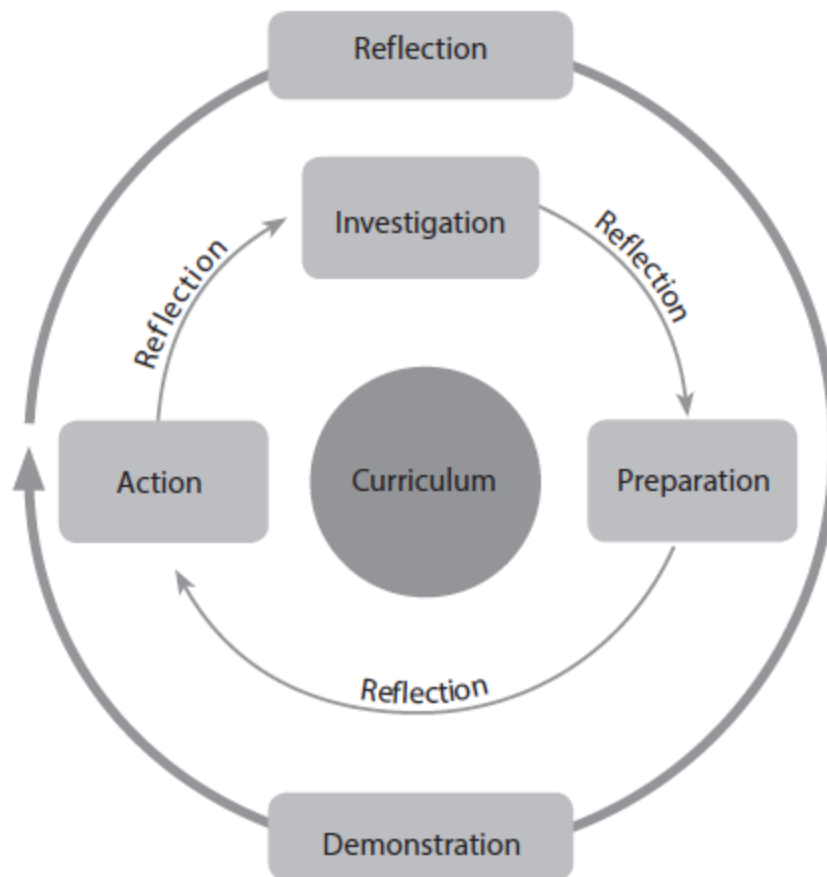 Reflection
Investigation
Reflection
Reflection
Action
Curriculum
Preparation
Reflection
Demonstration